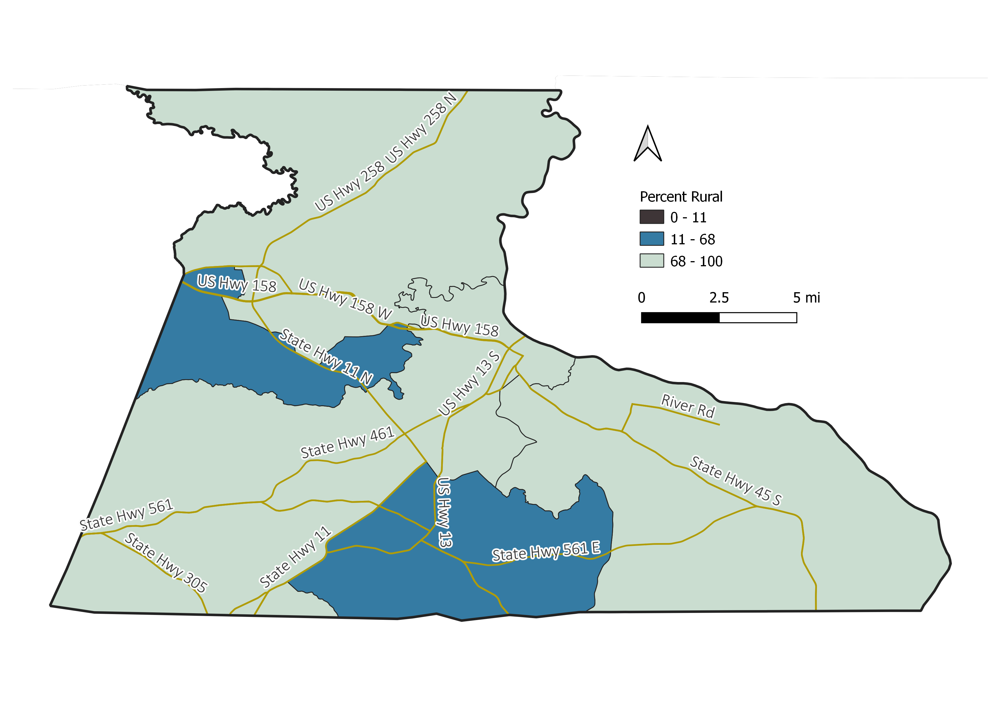 US Hwy 258 N
US Hwy 258
Percent Rural
0 - 11
11 - 68
68 - 100
0 2.5 5 mi
US Hwy 158
US Hwy 158 W
US Hwy 158
State Hwy 11 N
US Hwy 13 S
River Rd
State Hwy 461
State Hwy 45 S
US Hwy 13
State Hwy 561
State Hwy 11
State Hwy 561 E
State Hwy 305